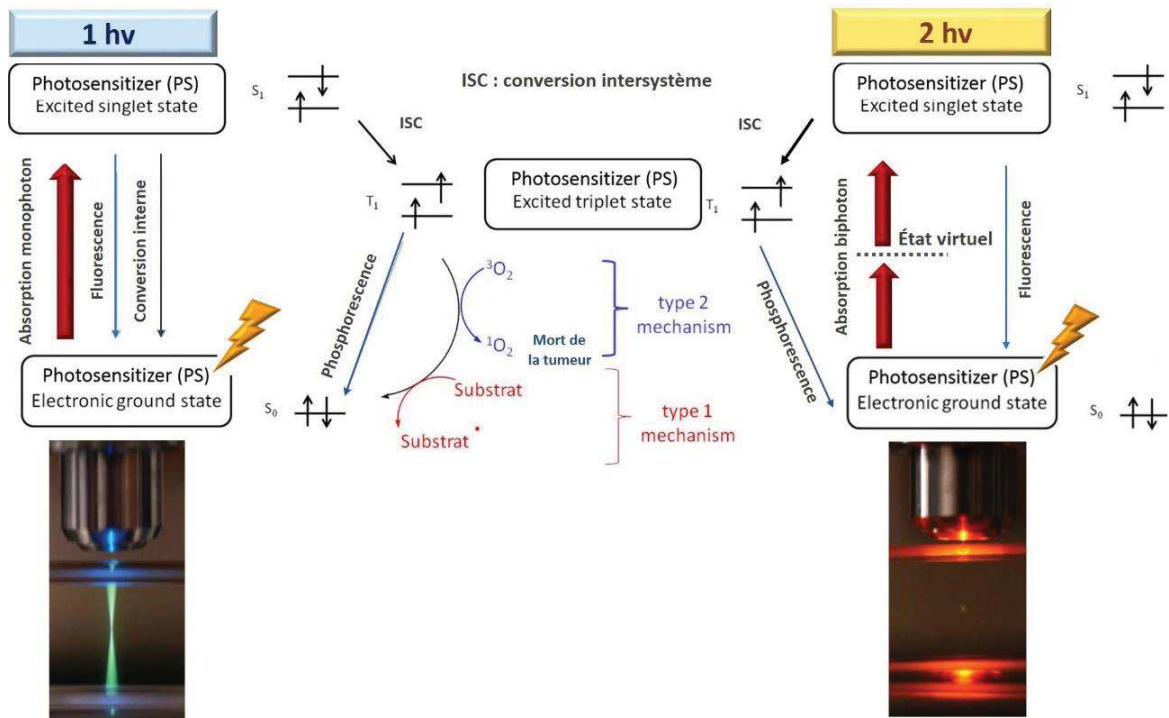 1 hv
2 hv
Photosensitizer (PS)
Excited singlet state
S1
ISC : conversion intersystème
Photosensitizer (PS)
Excited singlet state
S1
ISC
ISC
Absorption monophoton
Fluorescence
Conversion interne
T1
Photosensitizer (PS)
Excited triplet state
T1
Absorption biphoton
État virtuel
Fluorescence
Phosphorescence
3O2
1O2
Mort de
la tumeur
type 2
mechanism
Phosphorescence
Photosensitizer (PS)
Electronic ground state
S0
Substrat
Substrat •
type 1
mechanism
Photosensitizer (PS)
Electronic ground state
S0
S0